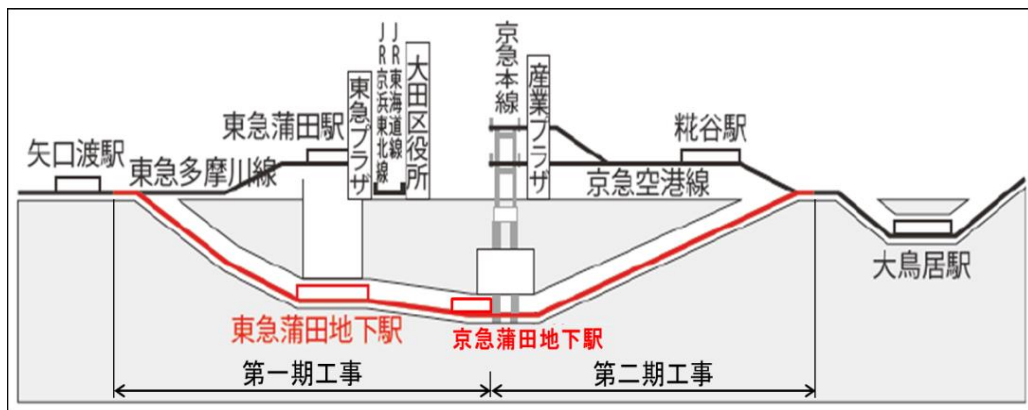 矢口渡駅
東急多摩川線
東急蒲田駅
東急プラザ
JR京浜東北線
JR東海道線
大田区役所
京急本線
産業プラザ
糀谷駅
京急空港線
大鳥居駅
東急蒲田地下駅
京急蒲田地下駅
第一期工事
第二期工事